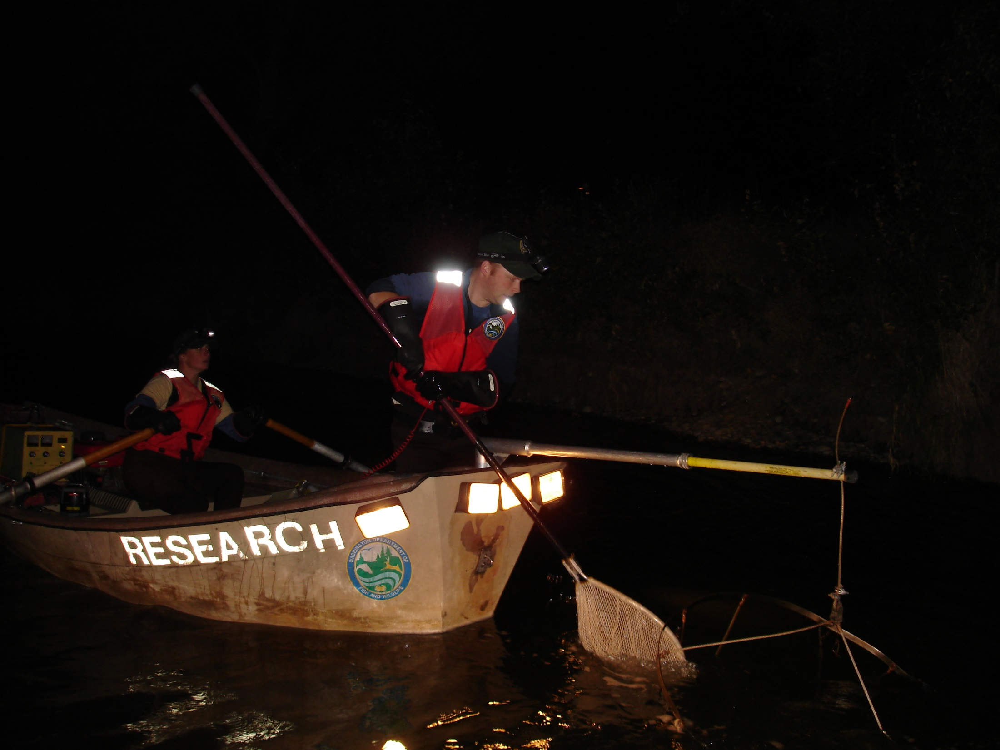 RESEARCH
WASHINGTON DEPARTMENT OF
FISH AND WILDLIFE